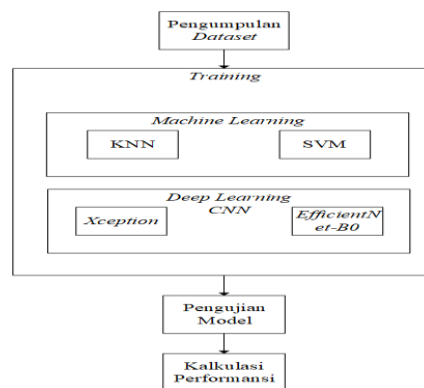 Pengumpulan
Dataset
Training
Machine Learning
KNN
SVM
Deep Learning
CNN
Xception
EfficientN
et-B0
Pengujian
Model
Kalkulasi
Performansi